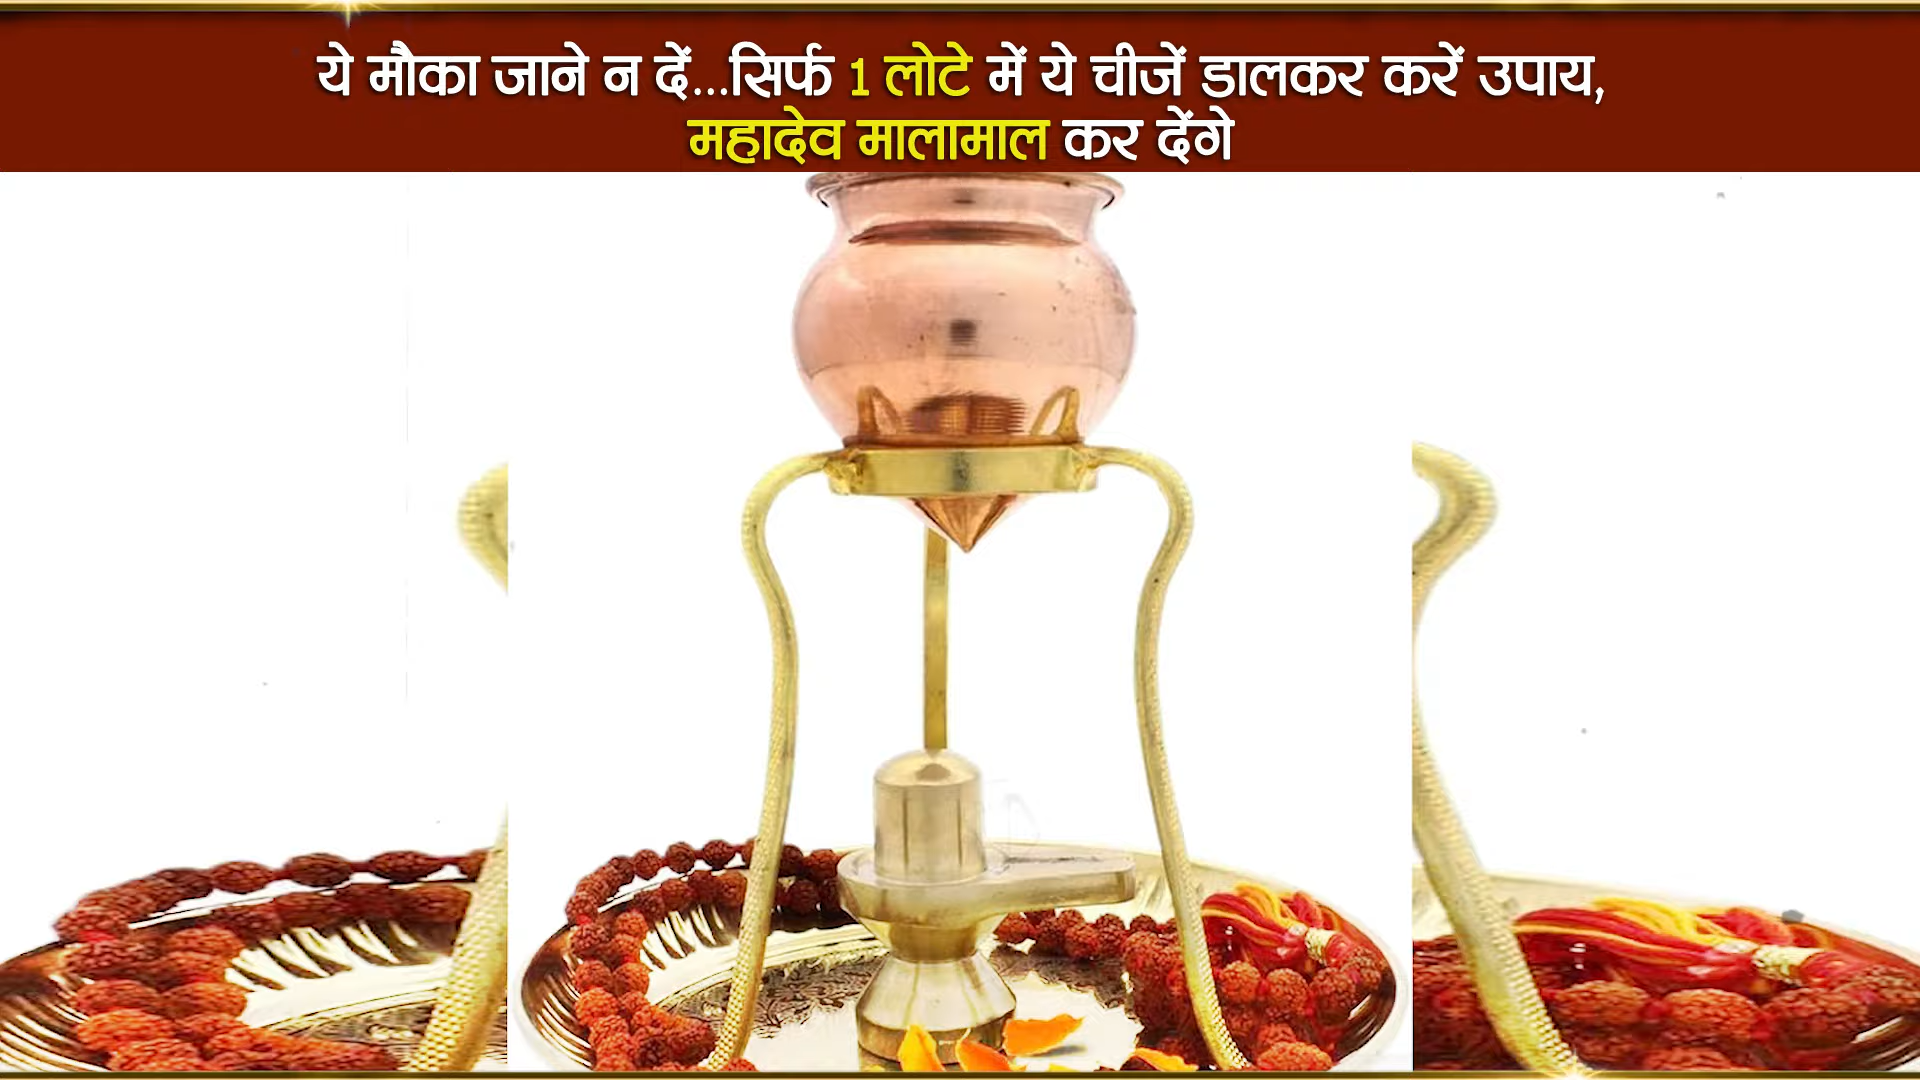 ये मौका जाने न दें...सिर्फ 1 लोटे में ये चीजें डालकर करें उपाय,
महादेव मालामाल कर देंगे